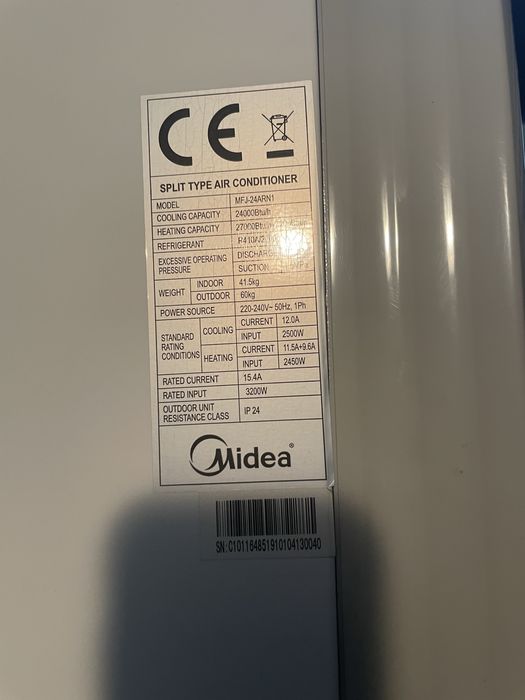 CE
SPLIT TYPE AIR CONDITIONER
MODEL MFJ-24ARN1
COOLING CAPACITY 24000Btu/h
HEATING CAPACITY
REFRIGERANT
EXCESSIVE OPERATING PRESSURE
SUCTION
WEIGHT INDOOR 41.5kg
OUTDOOR 60kg
POWER SOURCE 220-240V~ 50Hz, 1Ph
STANDARD RATING CONDITIONS
COOLING CURRENT 12.0A
INPUT 2500W
HEATING CURRENT 11.5A+9.6A
INPUT 2450W
RATED CURRENT 15.4A
RATED INPUT 3200W
OUTDOOR UNIT RESISTANCE CLASS IP 24
Midea®
SN: C101164851910104130040